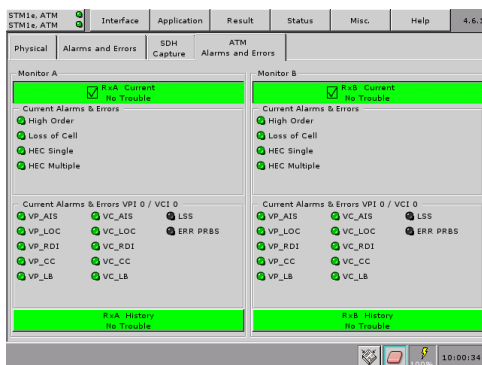 STM1e, ATM
STM1e, ATM
Interface
Application
Result
Status
Misc.
Help
4.6.1
Physical
Alarms and Errors
SDH
Capture
ATM
Alarms and Errors
Monitor A
RxA Current
No Trouble
Current Alarms & Errors
High Order
Loss of Cell
HEC Single
HEC Multiple
Current Alarms & Errors VPI 0 / VCI 0
VP_AIS VC_AIS LSS
VP_LOC VC_LOC ERR PRBS
VP_RDI VC_RDI
VP_CC VC_CC
VP_LB VC_LB
RxA History
No Trouble
Monitor B
RxB Current
No Trouble
Current Alarms & Errors
High Order
Loss of Cell
HEC Single
HEC Multiple
Current Alarms & Errors VPI 0 / VCI 0
VP_AIS VC_AIS LSS
VP_LOC VC_LOC ERR PRBS
VP_RDI VC_RDI
VP_CC VC_CC
VP_LB VC_LB
RxB History
No Trouble
100%
10:00:34